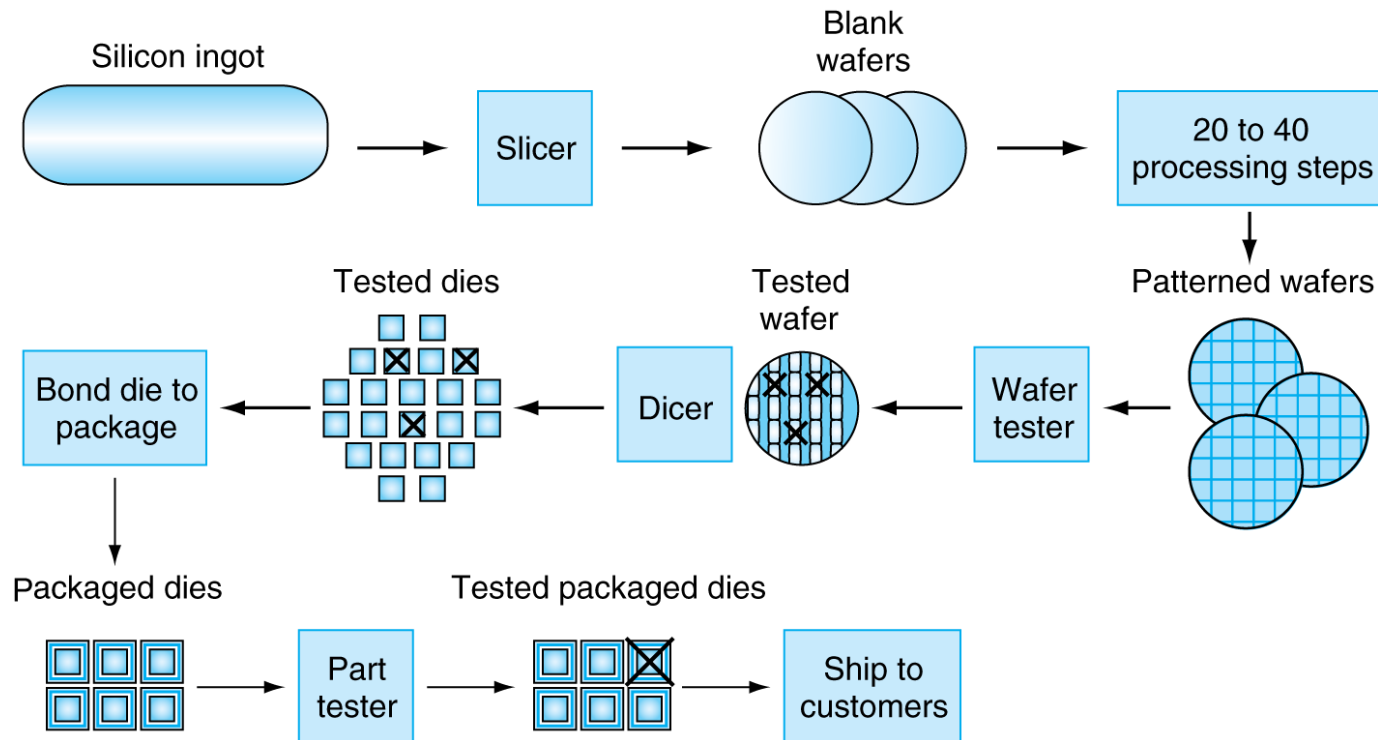 Silicon ingot
Slicer
Blank
wafers
20 to 40
processing steps
Tested dies
Tested
wafer
Patterned wafers
Bond die to
package
Dicer
Wafer
tester
Packaged dies
Tested packaged dies
Part
tester
Ship to
customers